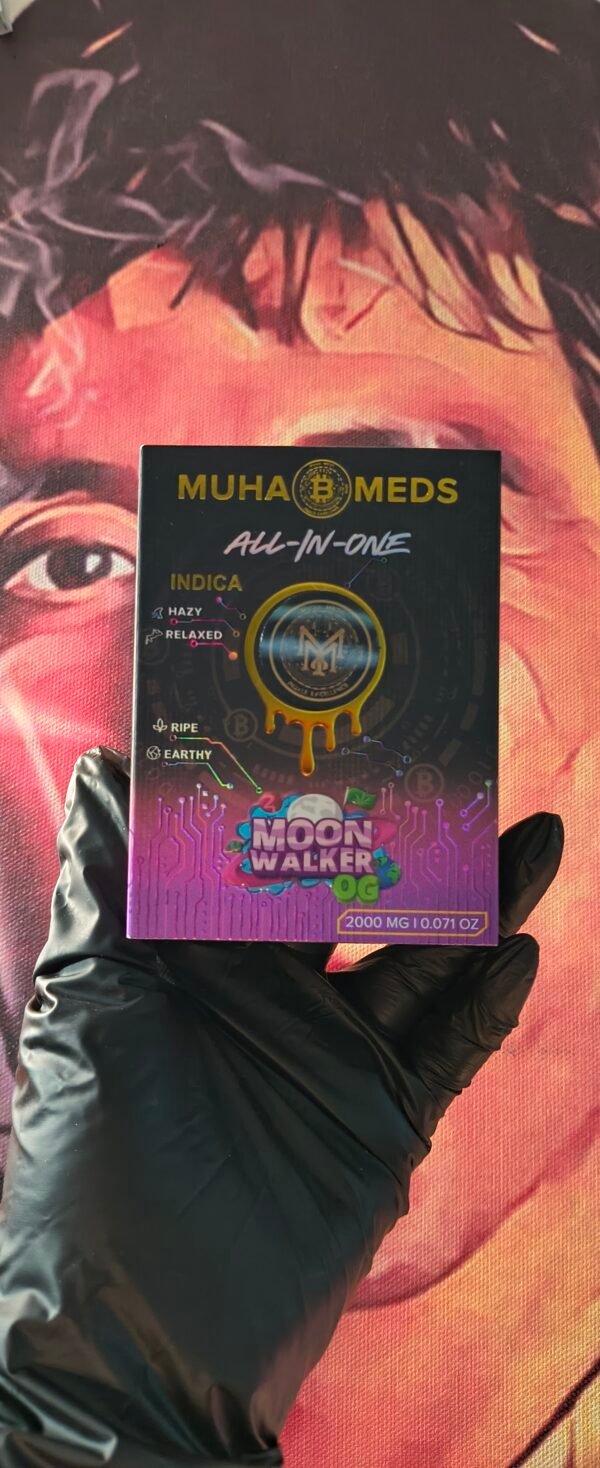 MUHA MEDS
ALL-IN-ONE
INDICA
HAZY
RELAXED
RIPE
EARTHY
MOON
WALKER
OG
2000 MG | 0.071 OZ